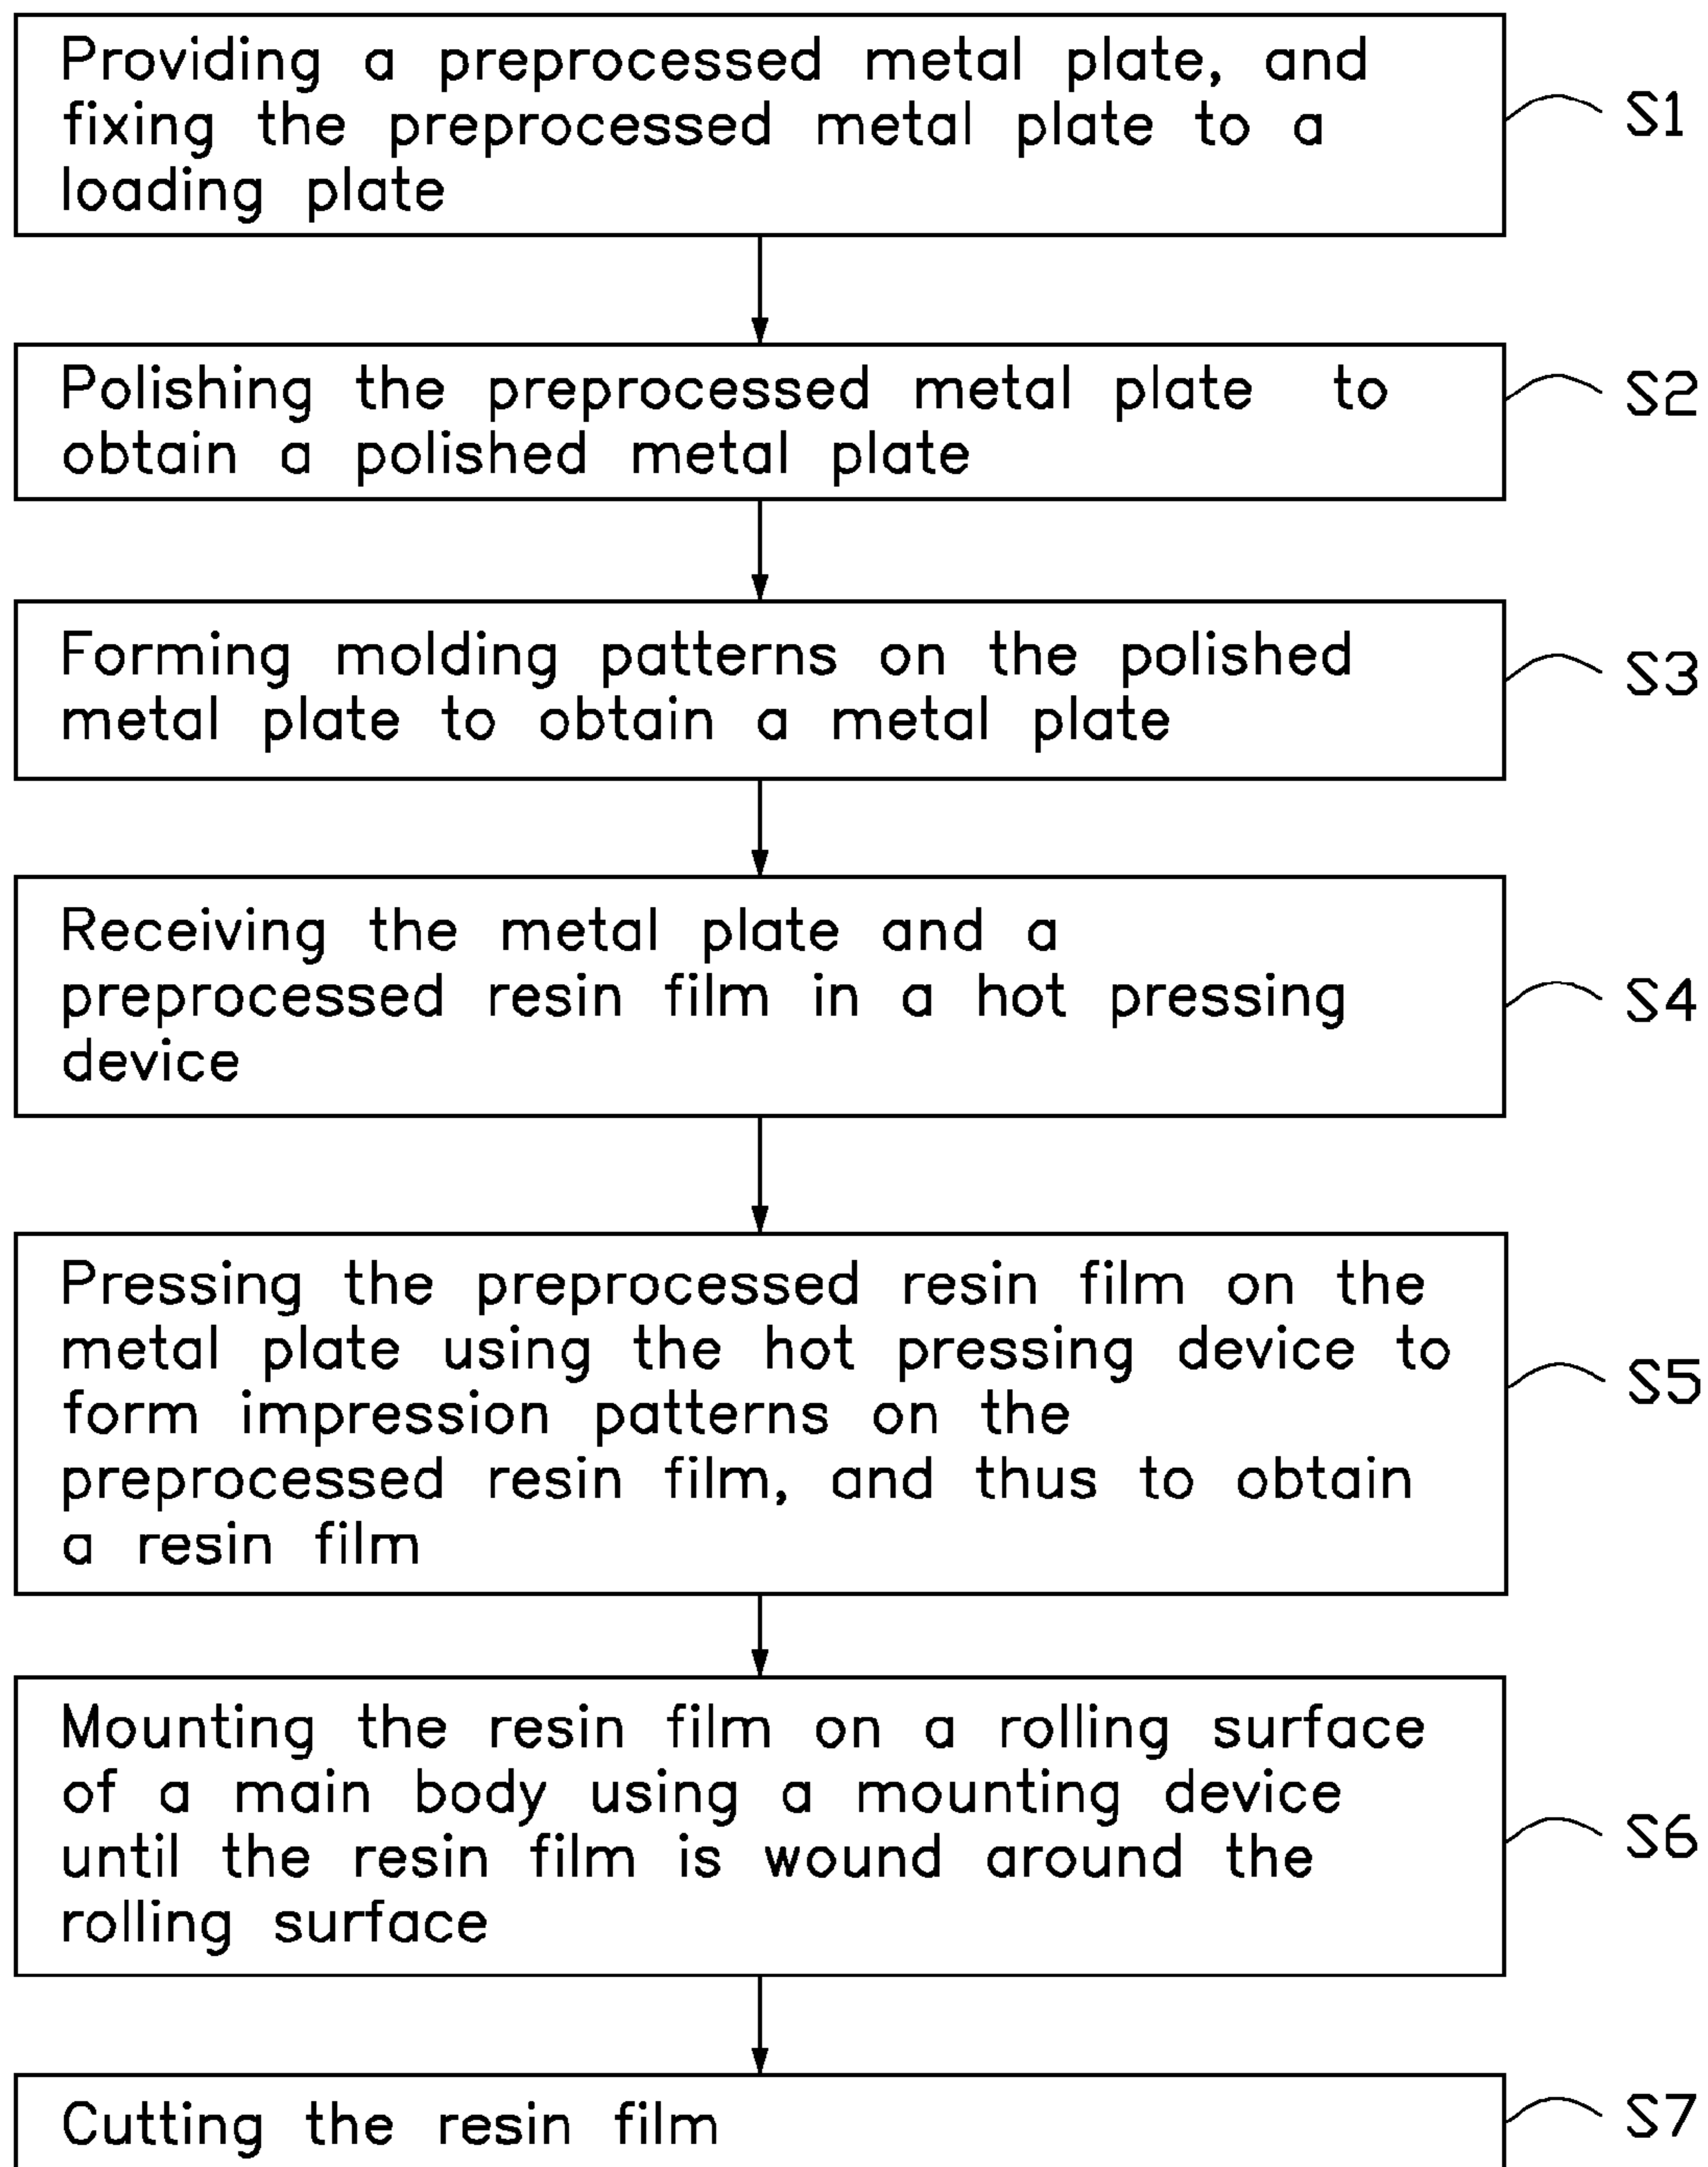 Providing a preprocessed metal plate, and
fixing the preprocessed metal plate to a
loading plate
S1
Polishing the preprocessed metal plate to
obtain a polished metal plate
S2
Forming molding patterns on the polished
metal plate to obtain a metal plate
S3
Receiving the metal plate and a
preprocessed resin film in a hot pressing
device
S4
Pressing the preprocessed resin film on the
metal plate using the hot pressing device to
form impression patterns on the
preprocessed resin film, and thus to obtain
a resin film
S5
Mounting the resin film on a rolling surface
of a main body using a mounting device
until the resin film is wound around the
rolling surface
S6
Cutting the resin film
S7